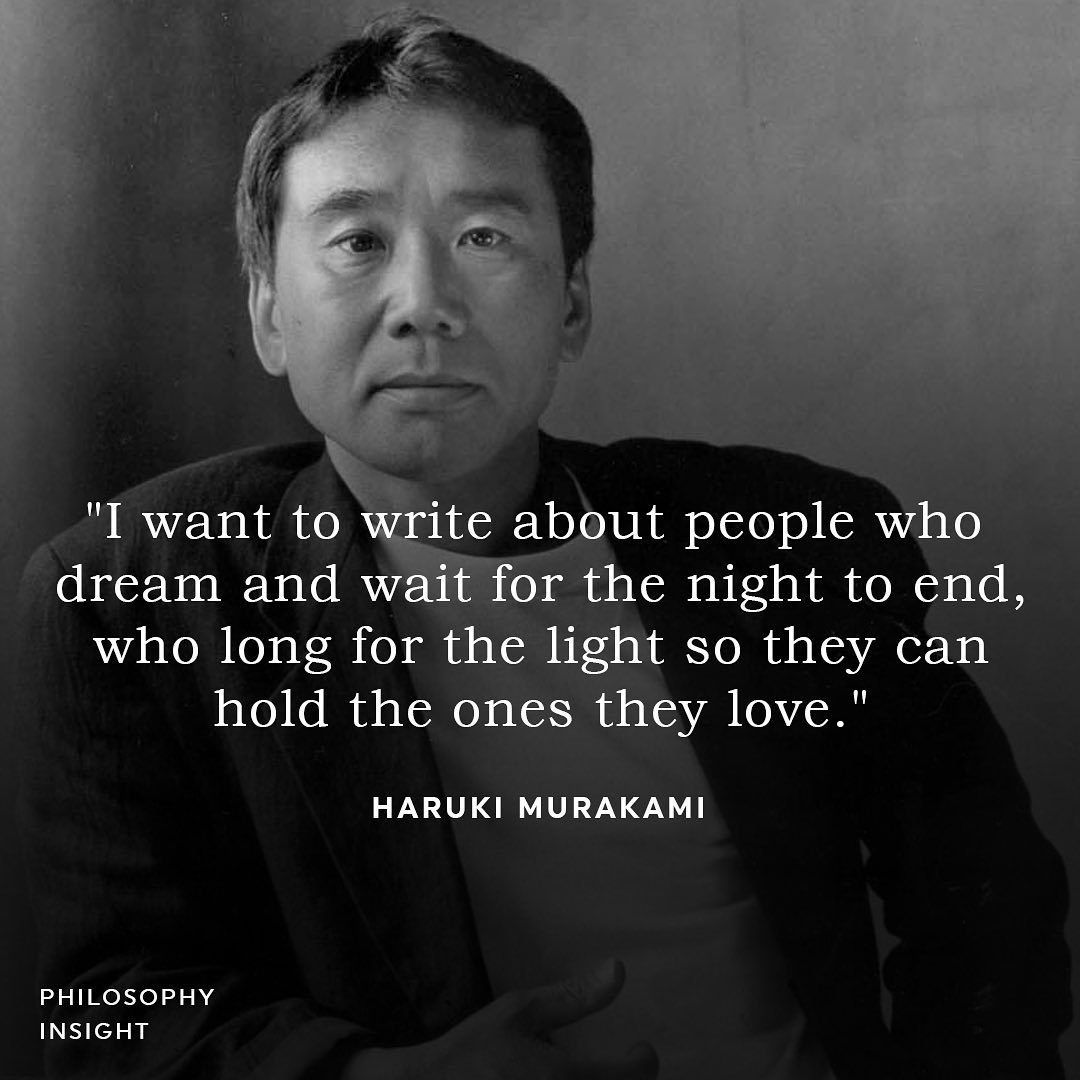 "I want to write about people who
dream and wait for the night to end,
who long for the light so they can
hold the ones they love."
HARUKI MURAKAMI
PHILOSOPHY
INSIGHT